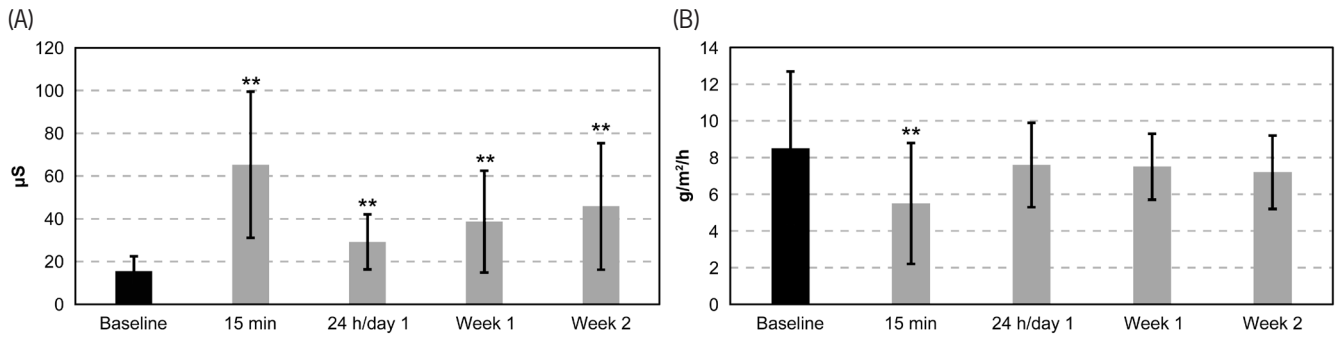 (A)
120
100
80
60
40
20
0
µS
**
**
**
**
Baseline
15 min
24 h/day 1
Week 1
Week 2
(B)
14
12
10
8
6
4
2
0
g/m²/h
**
Baseline
15 min
24 h/day 1
Week 1
Week 2